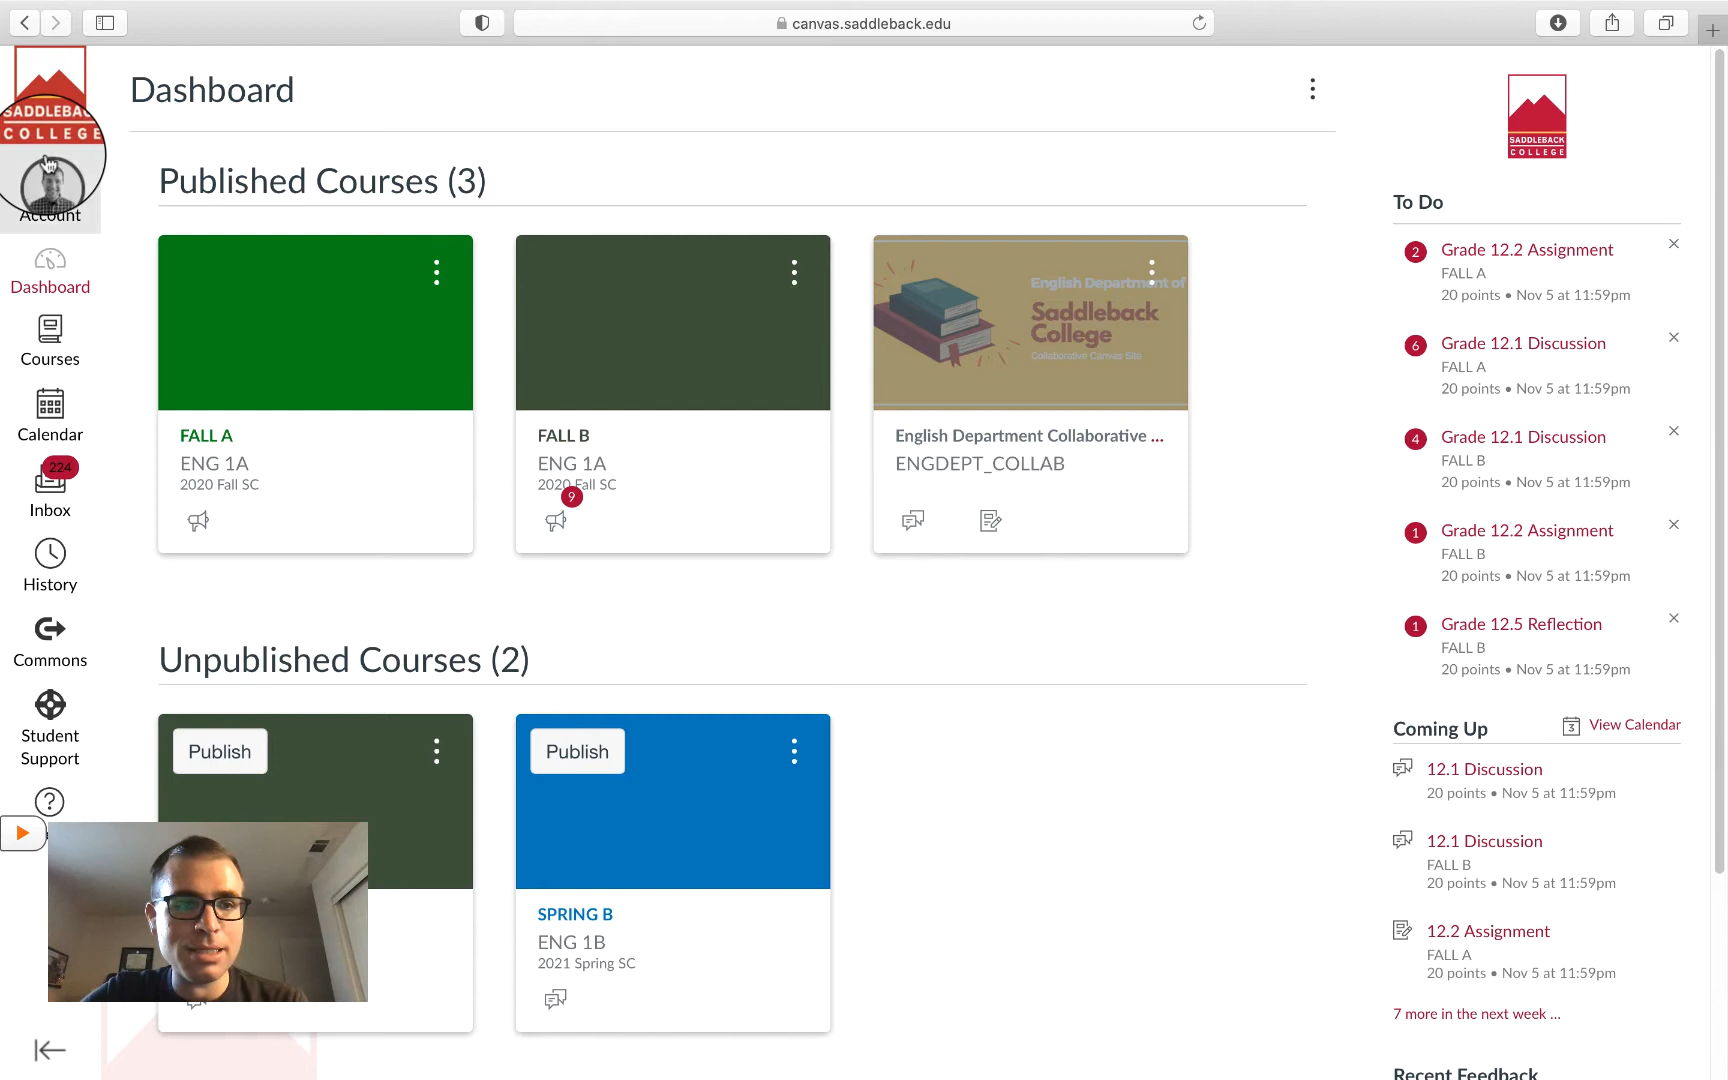 canvas.saddleback.edu
SADDLEBA
COLLEGE
Account
Dashboard
Courses
Calendar
224
Inbox
History
Commons
Student
Support
Dashboard
Published Courses (3)
FALL A
ENG 1A
2020 Fall SC
FALL B
ENG 1A
2020 Fall SC
9
English Department of
Saddleback
College
Collaborative Canvas Site
English Department Collaborative ...
ENGDEPT_COLLAB
Unpublished Courses (2)
Publish
Publish
SPRING B
ENG 1B
2021 Spring SC
SADDLEBACK
COLLEGE
To Do
2 Grade 12.2 Assignment
FALL A
20 points • Nov 5 at 11:59pm
6 Grade 12.1 Discussion
FALL A
20 points • Nov 5 at 11:59pm
4 Grade 12.1 Discussion
FALL B
20 points • Nov 5 at 11:59pm
1 Grade 12.2 Assignment
FALL B
20 points • Nov 5 at 11:59pm
1 Grade 12.5 Reflection
FALL B
20 points • Nov 5 at 11:59pm
Coming Up
3 View Calendar
12.1 Discussion
20 points • Nov 5 at 11:59pm
12.1 Discussion
FALL B
20 points • Nov 5 at 11:59pm
12.2 Assignment
FALL A
20 points • Nov 5 at 11:59pm
7 more in the next week ...
Recent Feedback